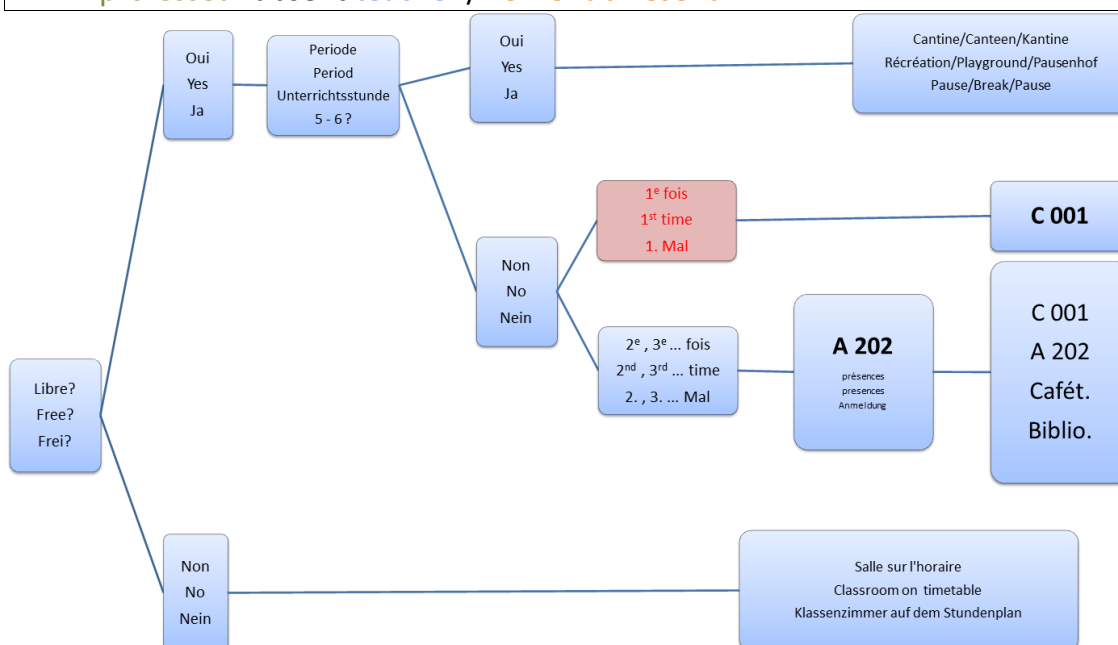 Oui
Yes
Ja
Periode
Period
Unterrichtsstunde
5 - 6 ?
Oui
Yes
Ja
Cantine/Canteen/Kantine
Récréation/Playground/Pausenhof
Pause/Break/Pause
1e fois
1st time
1. Mal
C 001
Non
No
Nein
2e , 3e ... fois
2nd , 3rd ... time
2. , 3. ... Mal
A 202
présences
presences
Anmeldung
C 001
A 202
Cafét.
Biblio.
Libre?
Free?
Frei?
Non
No
Nein
Salle sur l'horaire
Classroom on timetable
Klassenzimmer auf dem Stundenplan